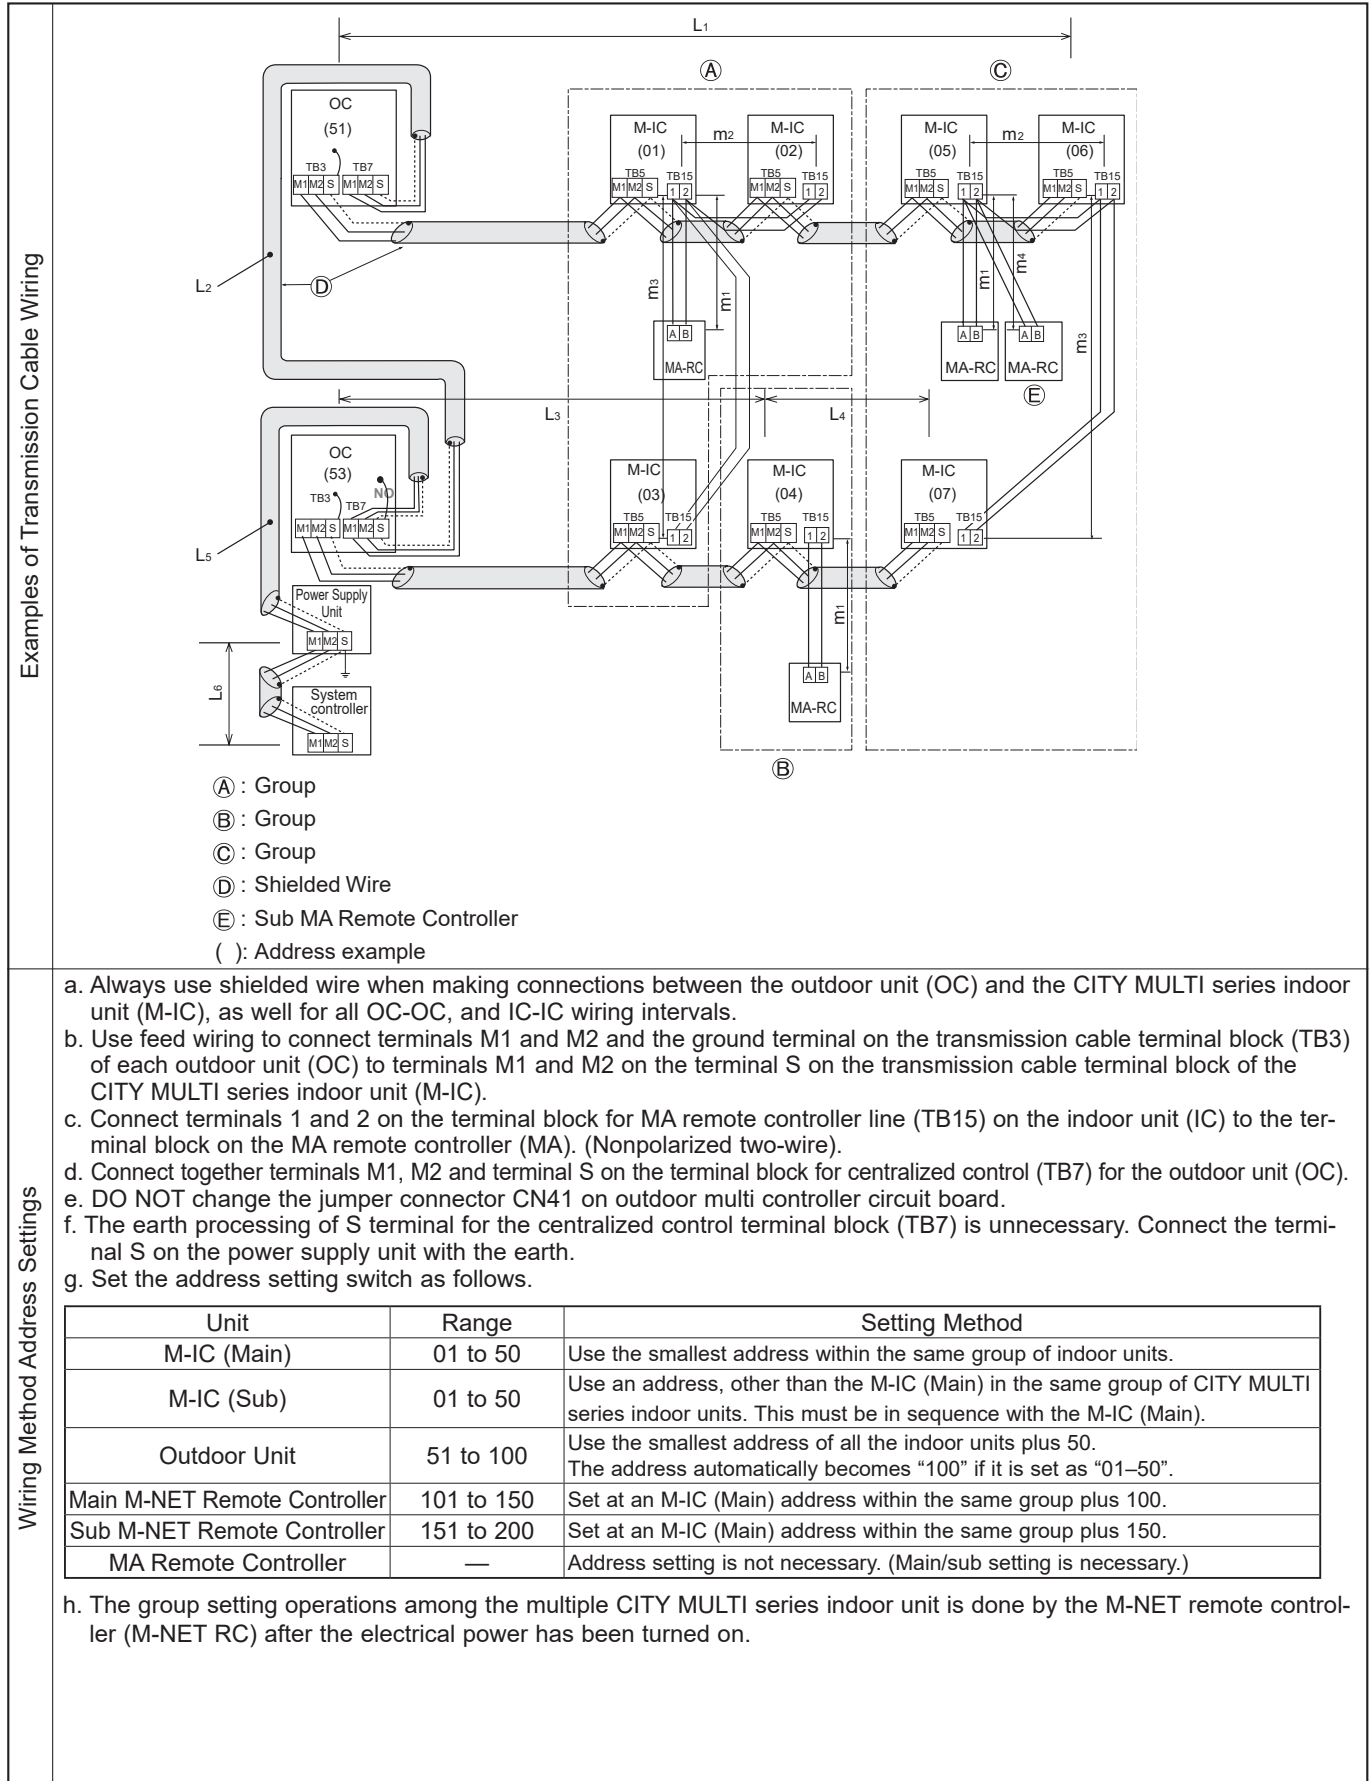 Examples of Transmission Cable Wiring
L1
Ⓐ
Ⓒ
OC
(51)
TB3 TB7
M1 M2 S M1 M2 S
M-IC
(01)
TB5 TB15
M1 M2 S 1 2
m2
M-IC
(02)
TB5 TB15
M1 M2 S 1 2
M-IC
(05)
TB5 TB15
M1 M2 S 1 2
m2
M-IC
(06)
TB5 TB15
M1 M2 S 1 2
L2
Ⓓ
m3
m1
A B
MA-RC
m1
m4
A B
MA-RC
A B
MA-RC
Ⓔ
m3
L3
L4
OC
(53)
NO
TB3 TB7
M1 M2 S M1 M2 S
M-IC
(03)
TB5 TB15
M1 M2 S 1 2
M-IC
(04)
TB5 TB15
M1 M2 S 1 2
M-IC
(07)
TB5 TB15
M1 M2 S 1 2
L5
Power Supply
Unit
M1 M2 S
m1
A B
MA-RC
L6
System
controller
M1 M2 S
Ⓑ
Ⓐ : Group
Ⓑ : Group
Ⓒ : Group
Ⓓ : Shielded Wire
Ⓔ : Sub MA Remote Controller
( ): Address example
Wiring Method Address Settings
a. Always use shielded wire when making connections between the outdoor unit (OC) and the CITY MULTI series indoor
unit (M-IC), as well for all OC-OC, and IC-IC wiring intervals.
b. Use feed wiring to connect terminals M1 and M2 and the ground terminal on the transmission cable terminal block (TB3)
of each outdoor unit (OC) to terminals M1 and M2 on the terminal S on the transmission cable terminal block of the
CITY MULTI series indoor unit (M-IC).
c. Connect terminals 1 and 2 on the terminal block for MA remote controller line (TB15) on the indoor unit (IC) to the ter-
minal block on the MA remote controller (MA). (Nonpolarized two-wire).
d. Connect together terminals M1, M2 and terminal S on the terminal block for centralized control (TB7) for the outdoor unit (OC).
e. DO NOT change the jumper connector CN41 on outdoor multi controller circuit board.
f. The earth processing of S terminal for the centralized control terminal block (TB7) is unnecessary. Connect the termi-
nal S on the power supply unit with the earth.
g. Set the address setting switch as follows.
Unit Range Setting Method
M-IC (Main) 01 to 50 Use the smallest address within the same group of indoor units.
M-IC (Sub) 01 to 50 Use an address, other than the M-IC (Main) in the same group of CITY MULTI
series indoor units. This must be in sequence with the M-IC (Main).
Outdoor Unit 51 to 100 Use the smallest address of all the indoor units plus 50.
The address automatically becomes “100” if it is set as “01–50”.
Main M-NET Remote Controller 101 to 150 Set at an M-IC (Main) address within the same group plus 100.
Sub M-NET Remote Controller 151 to 200 Set at an M-IC (Main) address within the same group plus 150.
MA Remote Controller — Address setting is not necessary. (Main/sub setting is necessary.)
h. The group setting operations among the multiple CITY MULTI series indoor unit is done by the M-NET remote control-
ler (M-NET RC) after the electrical power has been turned on.